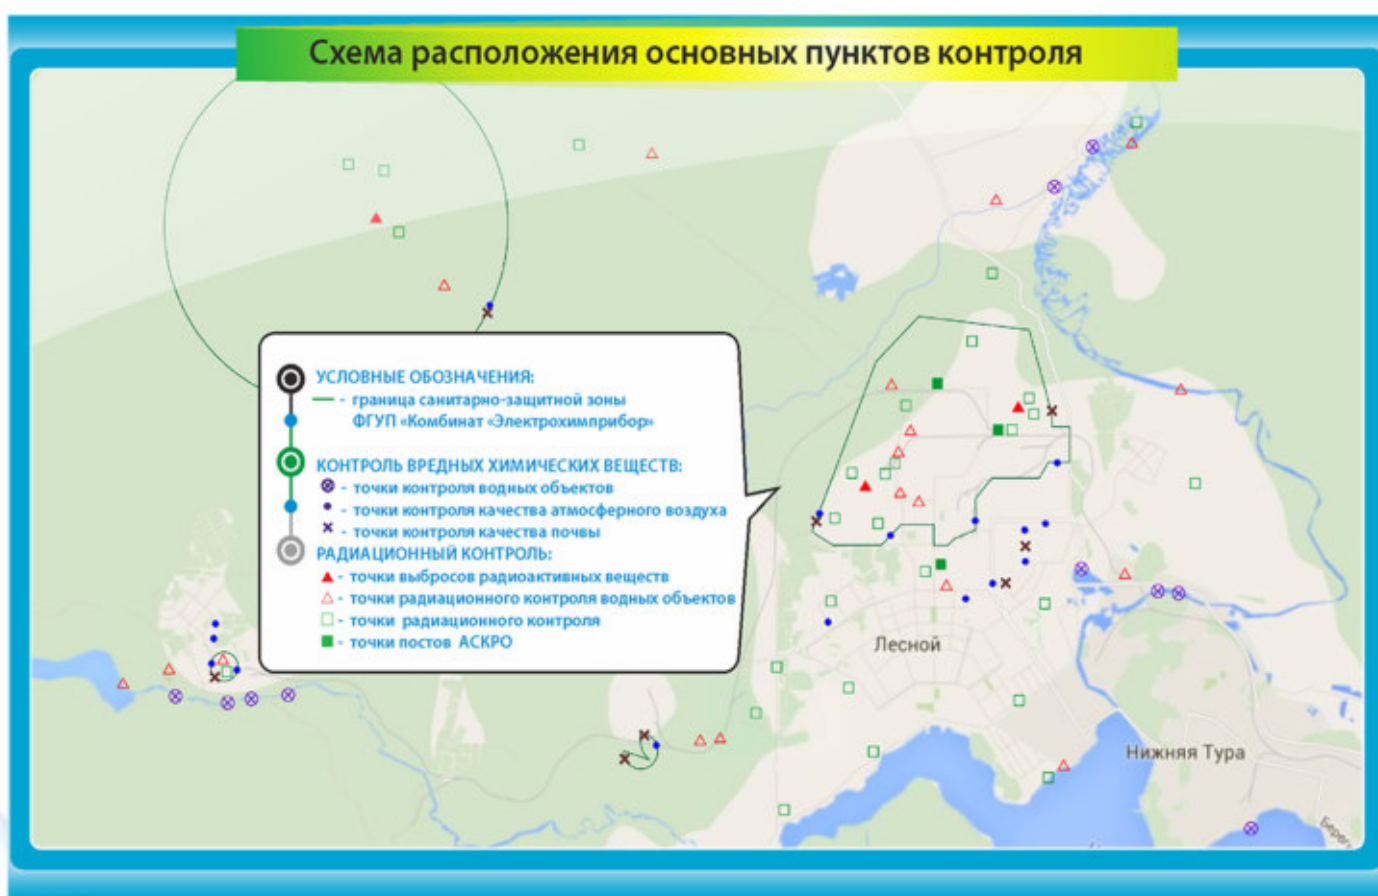 Схема расположения основных пунктов контроля
УСЛОВНЫЕ ОБОЗНАЧЕНИЯ:
- граница санитарно-защитной зоны
ФГУП «Комбинат «Электрохимприбор»
КОНТРОЛЬ ВРЕДНЫХ ХИМИЧЕСКИХ ВЕЩЕСТВ:
- точки контроля водных объектов
- точки контроля качества атмосферного воздуха
- точки контроля качества почвы
РАДИАЦИОННЫЙ КОНТРОЛЬ:
- точки выбросов радиоактивных веществ
- точки радиационного контроля водных объектов
- точки радиационного контроля
- точки постов АСКРО
Лесной
Нижняя Тура